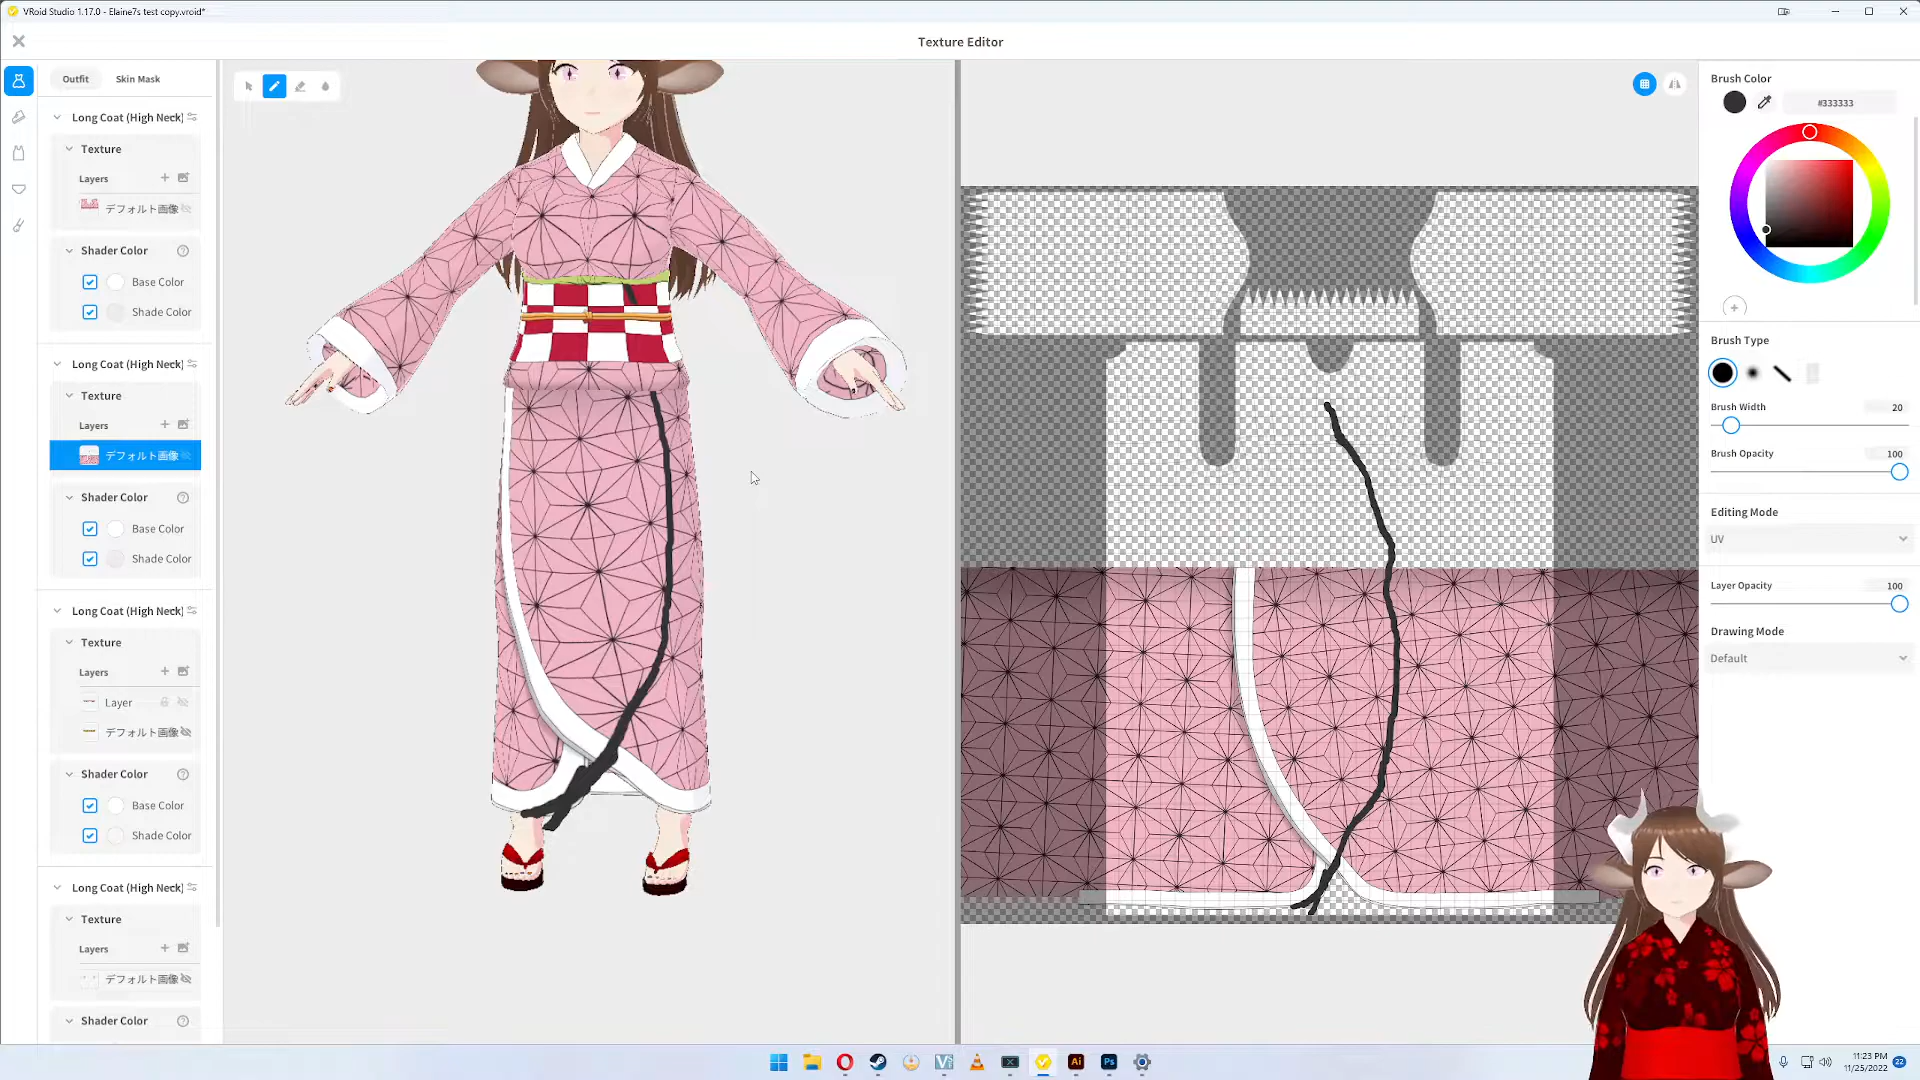 VRoid Studio 1.17.0 - Elaine7s test copy.vroid*
Texture Editor
Outfit
Skin Mask
Long Coat (High Neck)
Texture
Layers
デフォルト画像
Shader Color
Base Color
Shade Color
Long Coat (High Neck)
Texture
Layers
デフォルト画像
Shader Color
Base Color
Shade Color
Long Coat (High Neck)
Texture
Layers
Layer
デフォルト画像
Shader Color
Base Color
Shade Color
Long Coat (High Neck)
Texture
Layers
デフォルト画像
Shader Color
Brush Color
#333333
Brush Type
Brush Width
20
Brush Opacity
100
Editing Mode
UV
Layer Opacity
100
Drawing Mode
Default
Ai
Ps
11:23 PM
11/25/2022
22